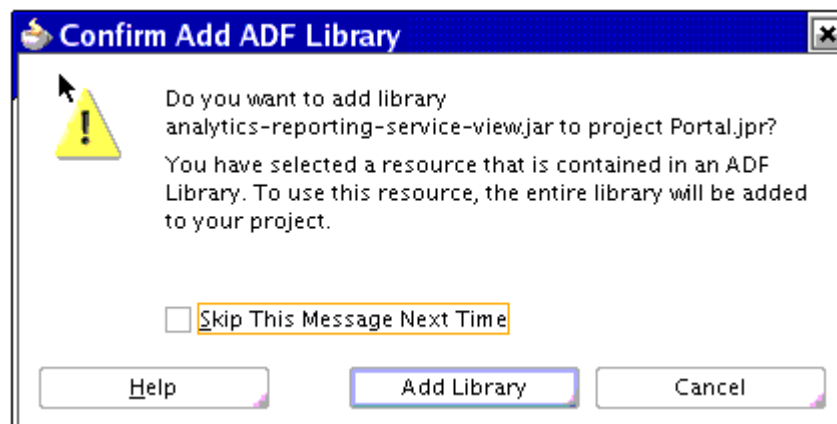 Confirm Add ADF Library
Do you want to add library
analytics-reporting-service-view.jar to project Portal.jpr?
You have selected a resource that is contained in an ADF
Library. To use this resource, the entire library will be added
to your project.
Skip This Message Next Time
Help Add Library Cancel